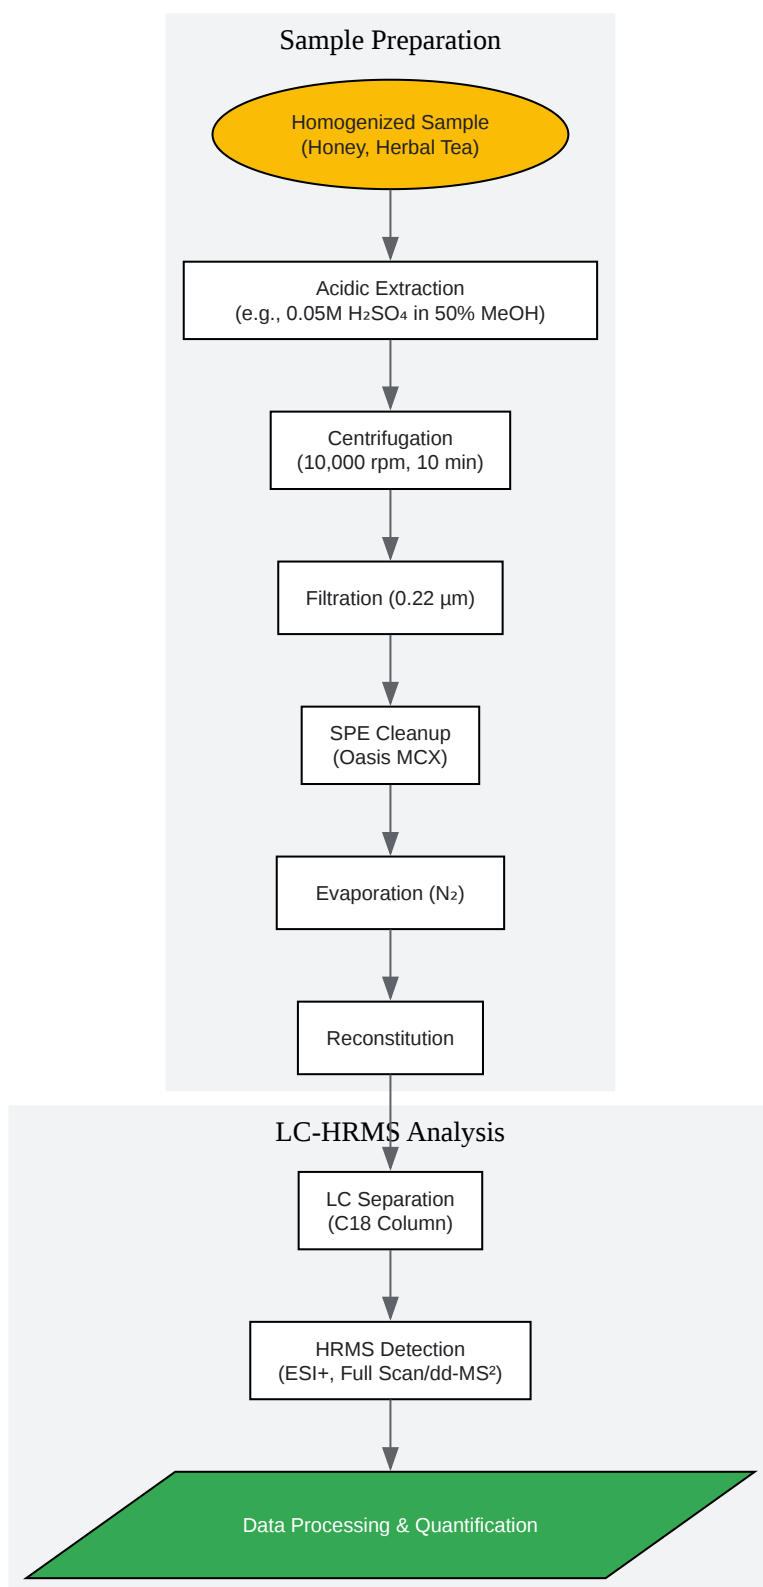 Sample Preparation
Homogenized Sample
(Honey, Herbal Tea)
Acidic Extraction
(e.g., 0.05M H₂SO₄ in 50% MeOH)
Centrifugation
(10,000 rpm, 10 min)
Filtration (0.22 µm)
SPE Cleanup
(Oasis MCX)
Evaporation (N₂)
Reconstitution
LC-HRMS Analysis
LC Separation
(C18 Column)
HRMS Detection
(ESI+, Full Scan/dd-MS²)
Data Processing & Quantification